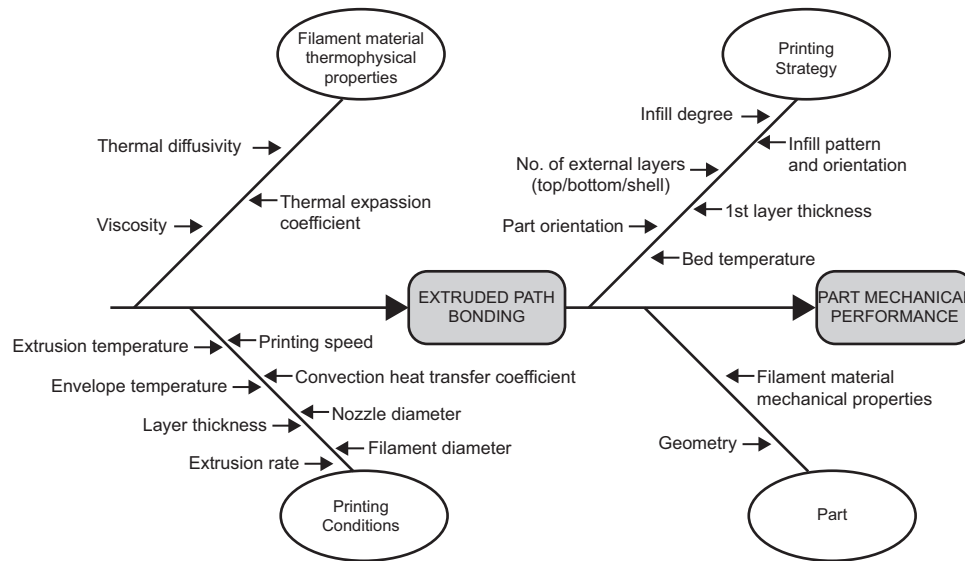 Filament material
thermophysical
properties
Thermal diffusivity
Thermal expassion
coefficient
Viscosity
Printing
Strategy
Infill degree
Infill pattern
and orientation
No. of external layers
(top/bottom/shell)
1st layer thickness
Part orientation
Bed temperature
EXTRUDED PATH
BONDING
PART MECHANICAL
PERFORMANCE
Printing speed
Extrusion temperature
Convection heat transfer coefficient
Envelope temperature
Nozzle diameter
Layer thickness
Filament diameter
Extrusion rate
Printing
Conditions
Filament material
mechanical properties
Geometry
Part